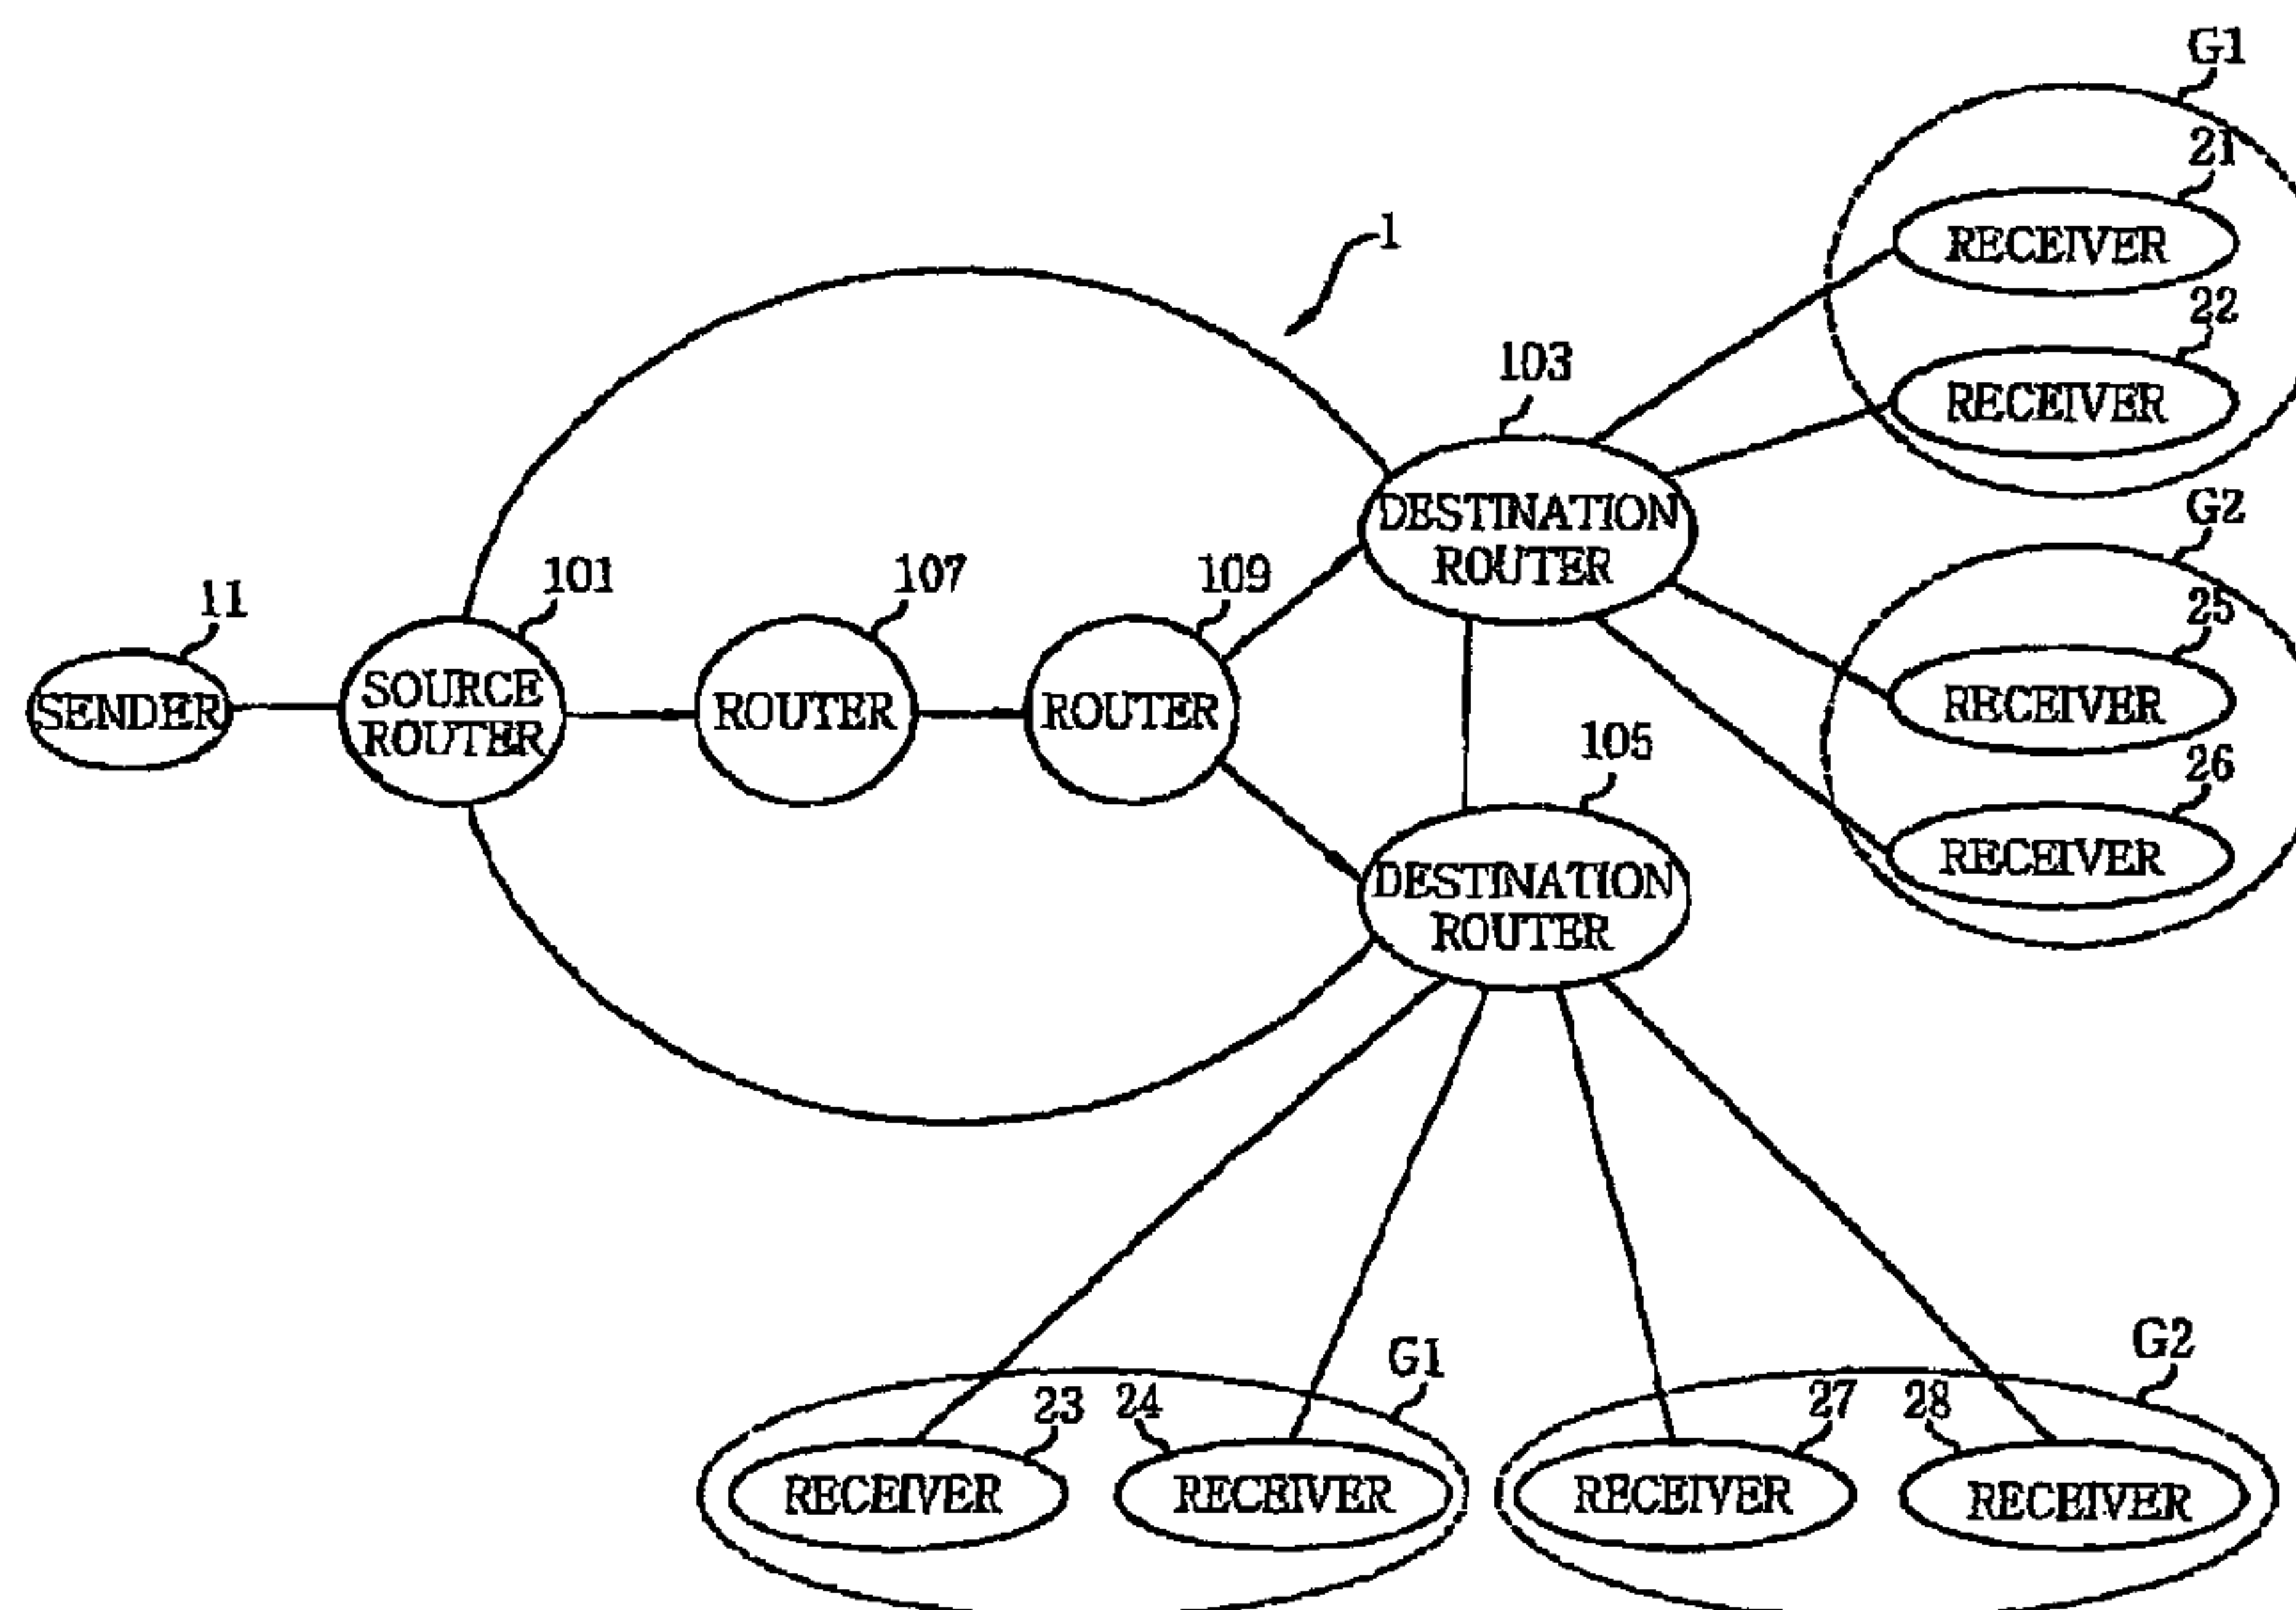 G1
21
RECEIVER
1
22
RECEIVER
103
DESTINATION
ROUTER
G2
25
RECEIVER
26
RECEIVER
11
SENDER
101
SOURCE
ROUTER
107
ROUTER
109
ROUTER
105
DESTINATION
ROUTER
G1
23
RECEIVER
24
RECEIVER
G2
27
RECEIVER
28
RECEIVER